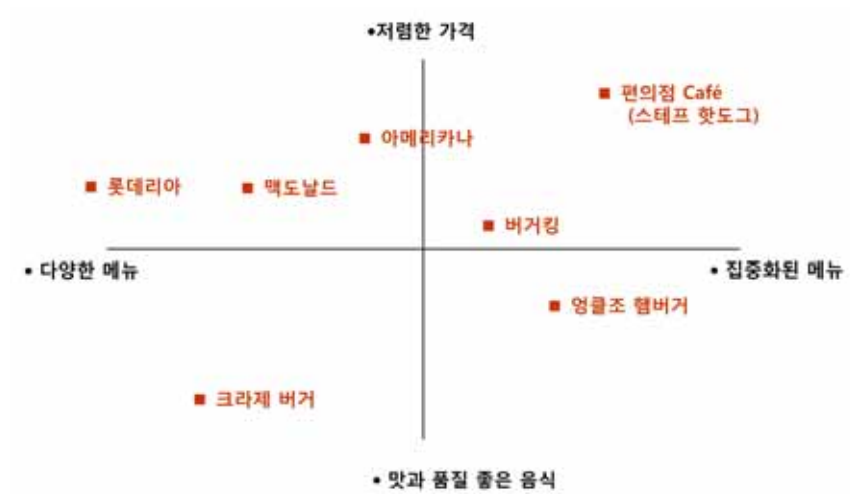 •저렴한 가격
■ 편의점 Café
(스테프 핫도그)
■ 아메리카나
■ 롯데리아
■ 맥도날드
■ 버거킹
• 다양한 메뉴
• 집중화된 메뉴
■ 엉클조 햄버거
■ 크라제 버거
• 맛과 품질 좋은 음식